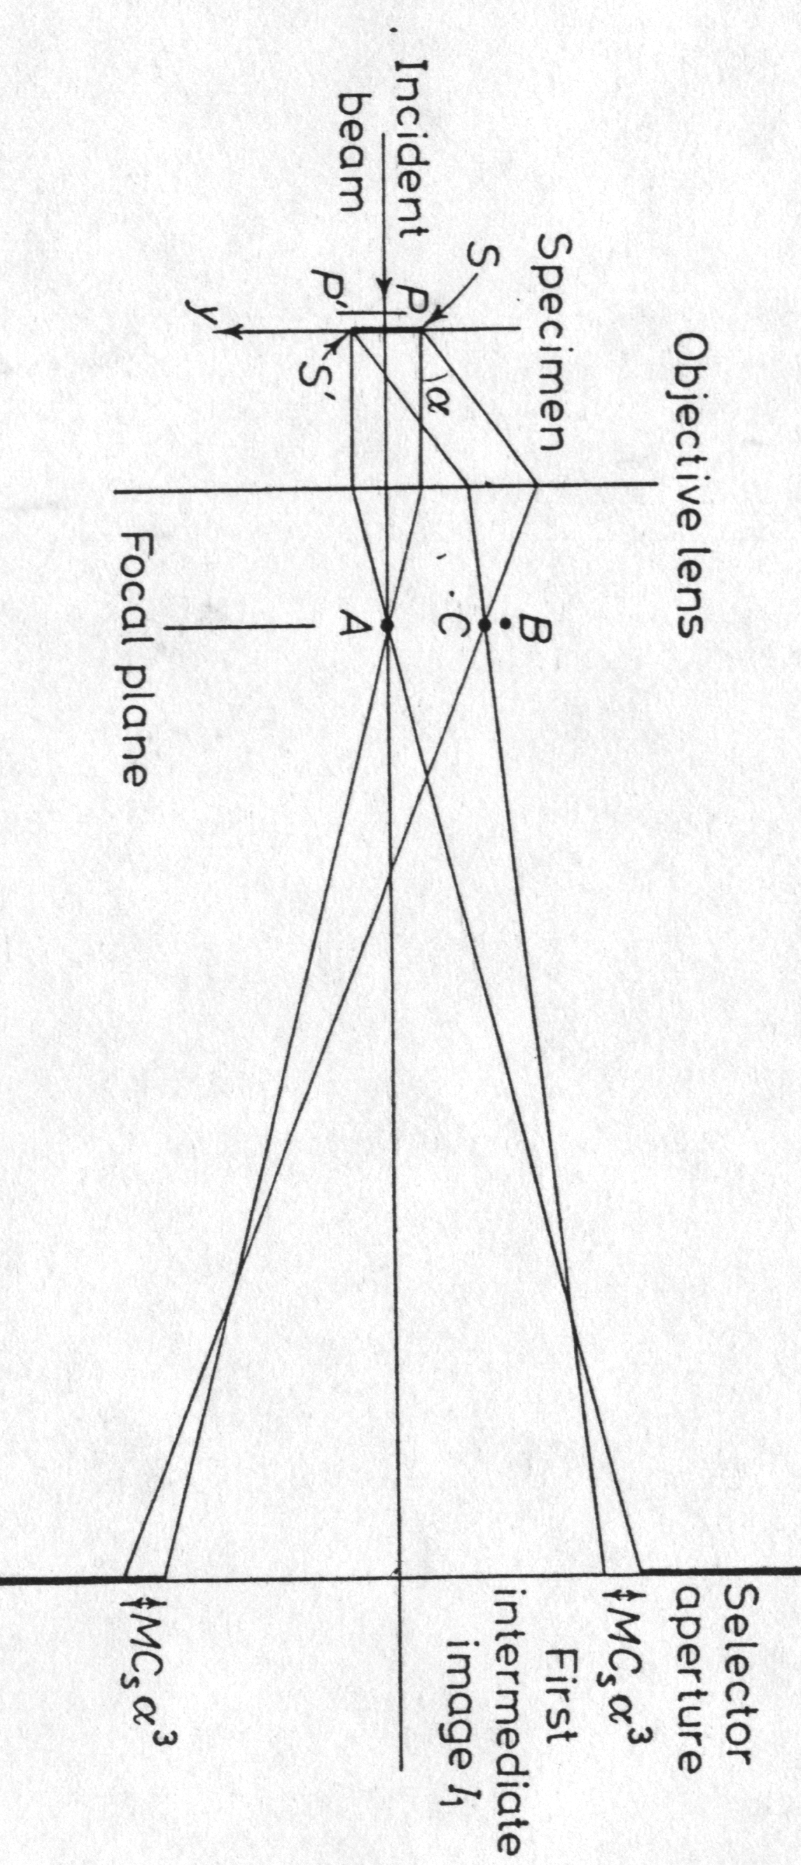 Objective lens
Specimen
S
Incident
beam
P
P'
S'
y
α
B
C
A
Focal plane
Selector
aperture
MCₛα³
First
intermediate
image I₁
MCₛα³